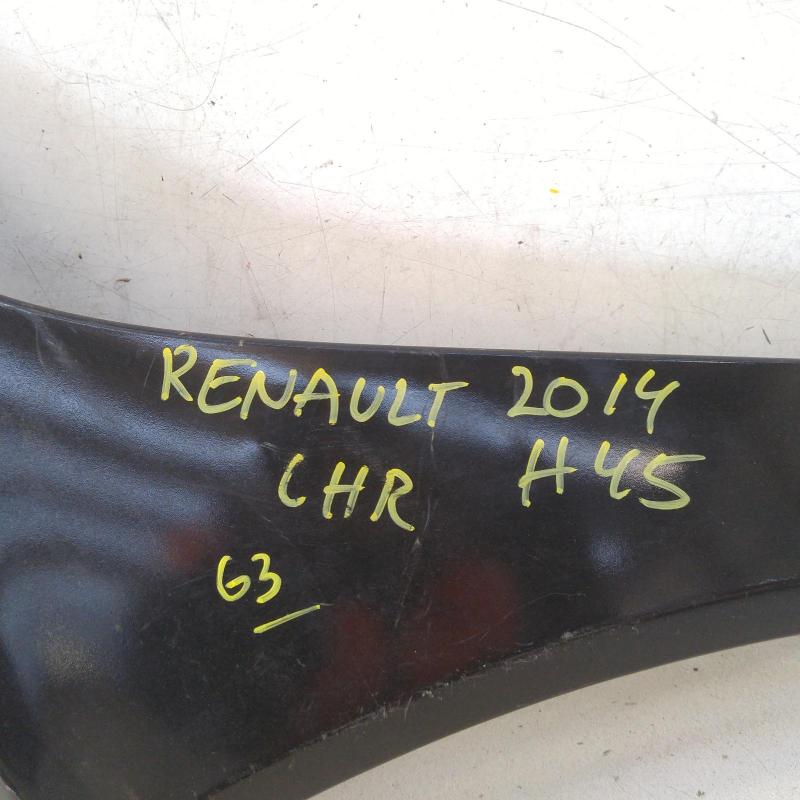 RENAULT 2014
CHR H45
G3